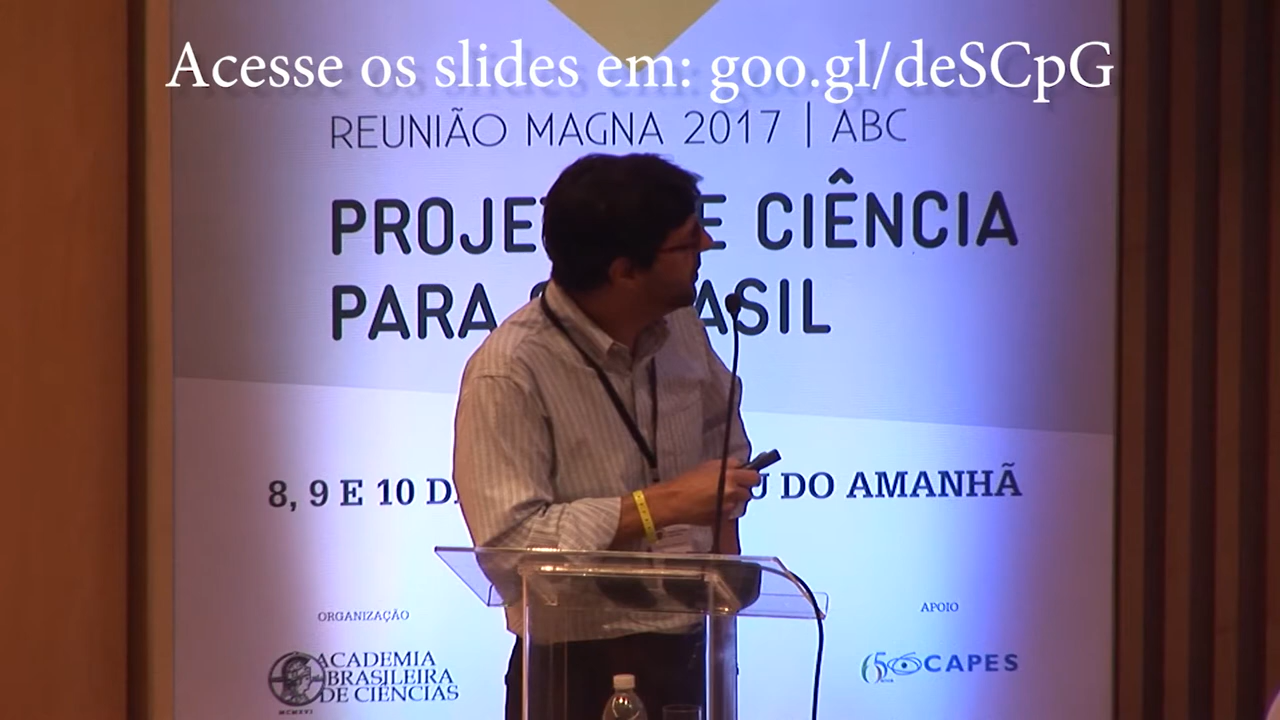 Acesse os slides em: goo.gl/deSCpG
REUNIÃO MAGNA 2017 | ABC
PROJE E CIÊNCIA
PARA ASIL
8, 9 E 10 D U DO AMANHÃ
ORGANIZAÇÃO
ACADEMIA
BRASILEIRA
DE CIÊNCIAS
APOIO
65 CAPES